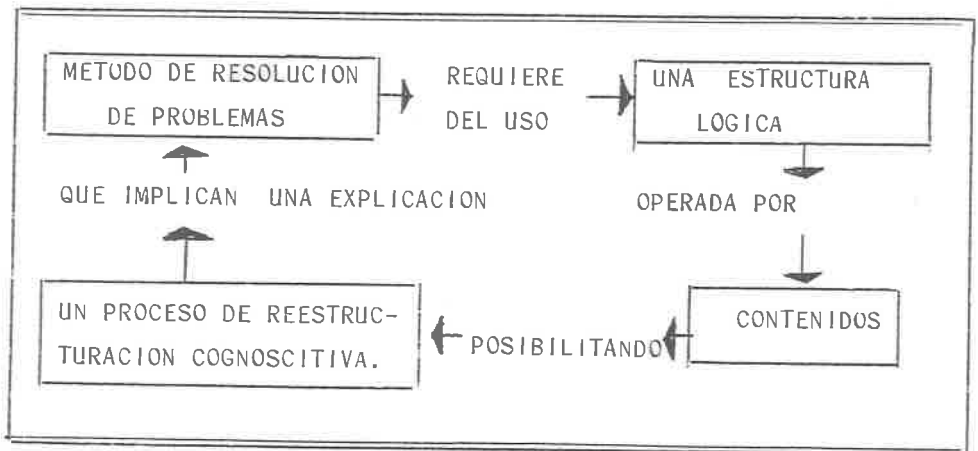 METODO DE RESOLUCION
DE PROBLEMAS
REQUIERE
DEL USO
UNA ESTRUCTURA
LOGICA
QUE IMPLICAN UNA EXPLICACION
OPERADA POR
UN PROCESO DE REESTRUC-
TURACION COGNOSCITIVA.
POSIBILITANDO
CONTENIDOS